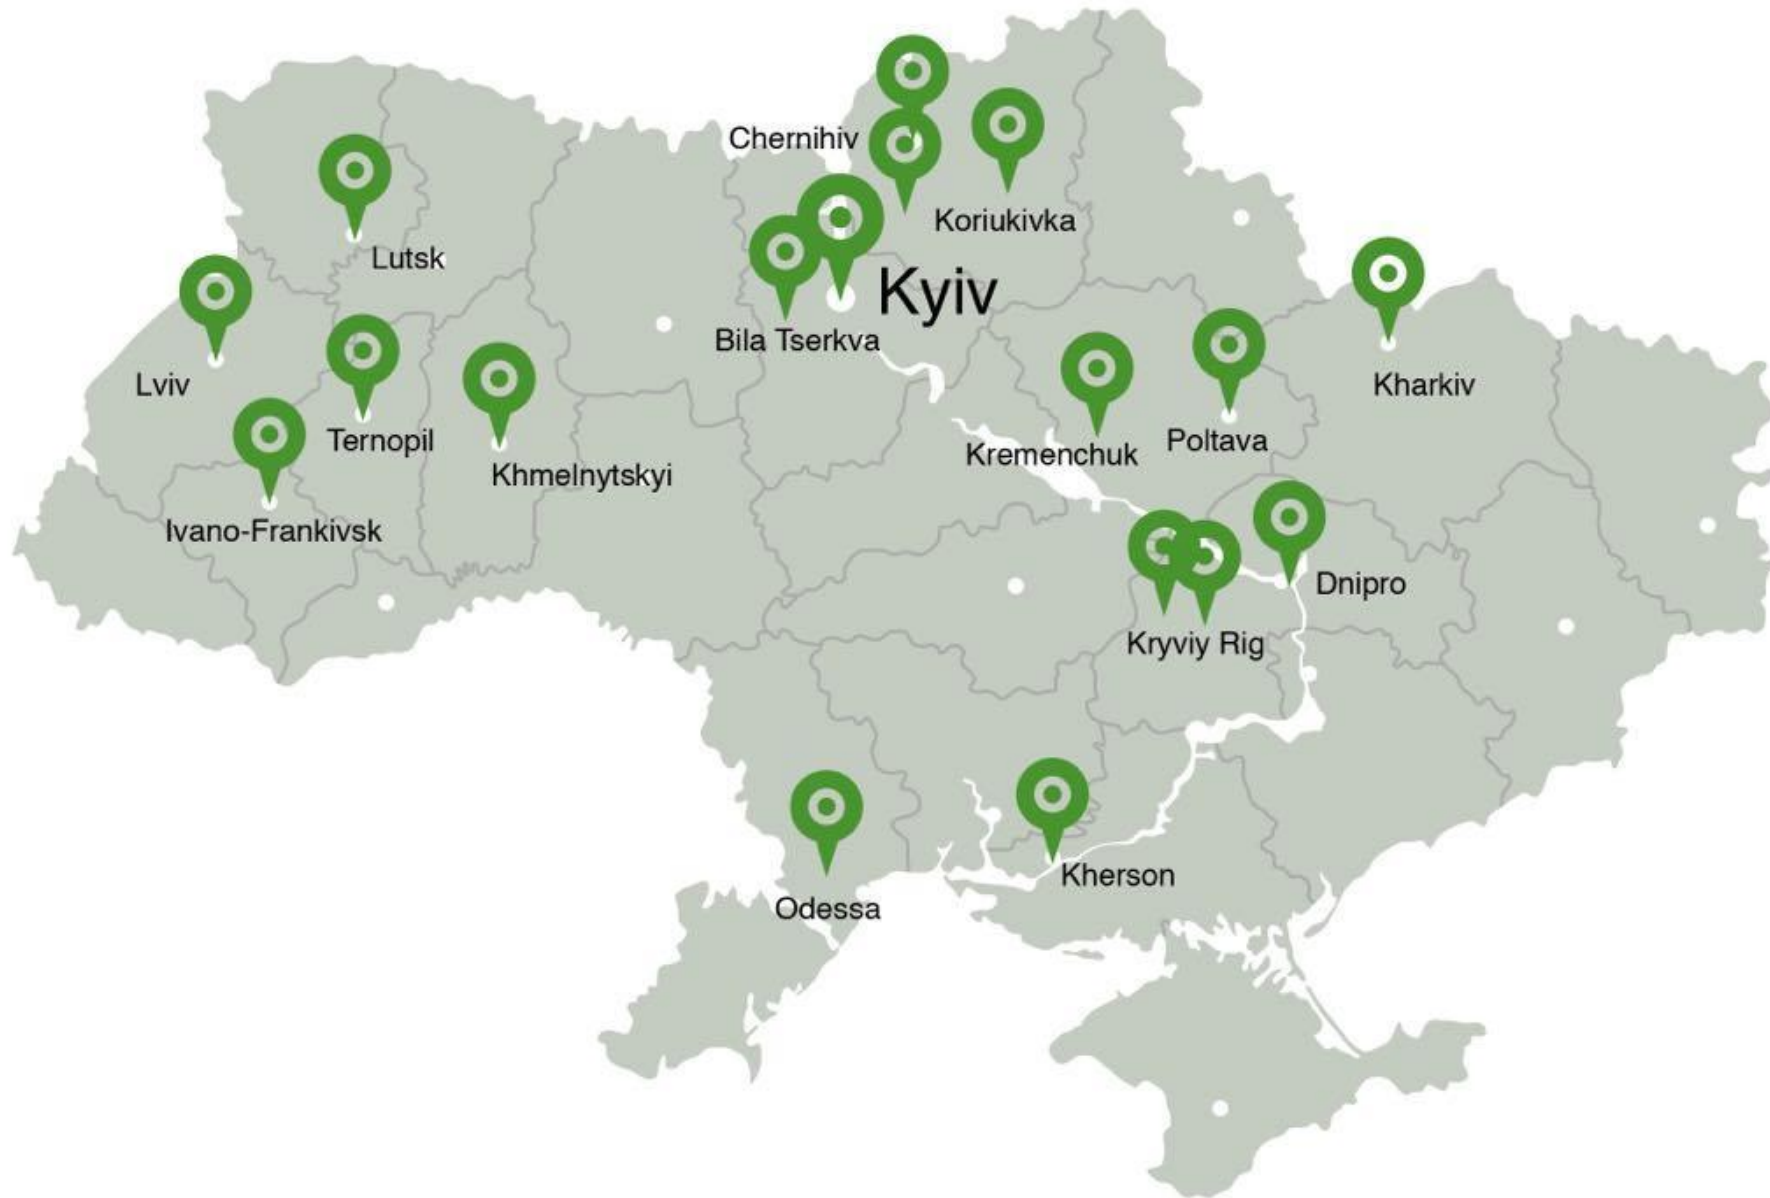 Chernihiv
Koriukivka
Lutsk
Kyiv
Bila Tserkva
Lviv
Kharkiv
Ternopil
Poltava
Kremenchuk
Khmelnytskyi
Ivano-Frankivsk
Dnipro
Kryviy Rig
Kherson
Odessa